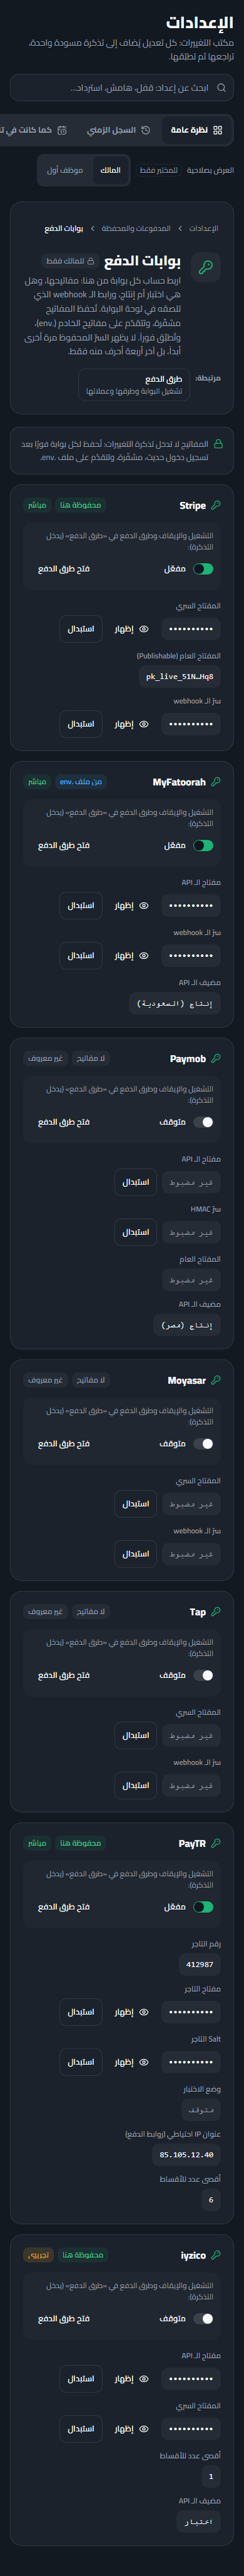 الإعدادات
مكتب التغييرات: كل تعديل يُضاف إلى تذكرة مسودة واحدة، تراجعها ثم تطبّقها.
ابحث عن إعداد: قفل، هامش، استرداد...
نظرة عامة
السجل الزمني
كما كانت في
العرض بصلاحية
للمختبر فقط
المالك
موظف أول
الإعدادات
المدفوعات والمحفظة
بوابات الدفع
بوابات الدفع
للمالك فقط
اربط حساب كل بوابة من هنا: مفاتيحها، وهل
هي اختبار أم إنتاج، ورابط الـ webhook الذي
تلصقه في لوحة البوابة. تُحفظ المفاتيح
مشفّرة، وتتقدّم على مفاتيح الخادم (.env)،
وتُطبَّق فوراً. لا يظهر السرّ المحفوظ مرة أخرى
أبداً، بل آخر أربعة أحرف منه فقط.
مرتبطة:
طرق الدفع
تشغيل البوابة وطرقها وعملاتها
المفاتيح لا تدخل تذكرة التغييرات: تُحفظ لكل بوابة فورًا بعد
تسجيل دخول حديث، مشفّرة، وتتقدّم على ملف .env.
Stripe
محفوظة هنا
مباشر
التشغيل والإيقاف وطرق الدفع في «طرق الدفع» (يدخل
التذكرة):
مفعّل
فتح طرق الدفع
المفتاح السري
••••••••••
إظهار
استبدال
المفتاح العام (Publishable)
pk_live_51N…Hq8
سرّ الـ webhook
••••••••••
إظهار
استبدال
MyFatoorah
من ملف .env
مباشر
التشغيل والإيقاف وطرق الدفع في «طرق الدفع» (يدخل
التذكرة):
مفعّل
فتح طرق الدفع
مفتاح الـ API
••••••••••
إظهار
استبدال
سرّ الـ webhook
••••••••••
إظهار
استبدال
مضيف الـ API
إنتاج (السعودية)
Paymob
لا مفاتيح
غير معروف
التشغيل والإيقاف وطرق الدفع في «طرق الدفع» (يدخل
التذكرة):
متوقف
فتح طرق الدفع
مفتاح الـ API
غير مضبوط
استبدال
سرّ HMAC
غير مضبوط
استبدال
المفتاح العام
غير مضبوط
مضيف الـ API
إنتاج (مصر)
Moyasar
لا مفاتيح
غير معروف
التشغيل والإيقاف وطرق الدفع في «طرق الدفع» (يدخل
التذكرة):
متوقف
فتح طرق الدفع
المفتاح السري
غير مضبوط
استبدال
سرّ الـ webhook
غير مضبوط
استبدال
Tap
لا مفاتيح
غير معروف
التشغيل والإيقاف وطرق الدفع في «طرق الدفع» (يدخل
التذكرة):
متوقف
فتح طرق الدفع
المفتاح السري
غير مضبوط
استبدال
سرّ الـ webhook
غير مضبوط
استبدال
PayTR
محفوظة هنا
مباشر
التشغيل والإيقاف وطرق الدفع في «طرق الدفع» (يدخل
التذكرة):
مفعّل
فتح طرق الدفع
رقم التاجر
412987
مفتاح التاجر
••••••••••
إظهار
استبدال
Salt التاجر
••••••••••
إظهار
استبدال
وضع الاختبار
متوقف
عنوان IP احتياطي (روابط الدفع)
85.105.12.40
أقصى عدد للأقساط
6
iyzico
محفوظة هنا
تجريبي
التشغيل والإيقاف وطرق الدفع في «طرق الدفع» (يدخل
التذكرة):
متوقف
فتح طرق الدفع
مفتاح الـ API
••••••••••
إظهار
استبدال
المفتاح السري
••••••••••
إظهار
استبدال
أقصى عدد للأقساط
1
مضيف الـ API
اختبار